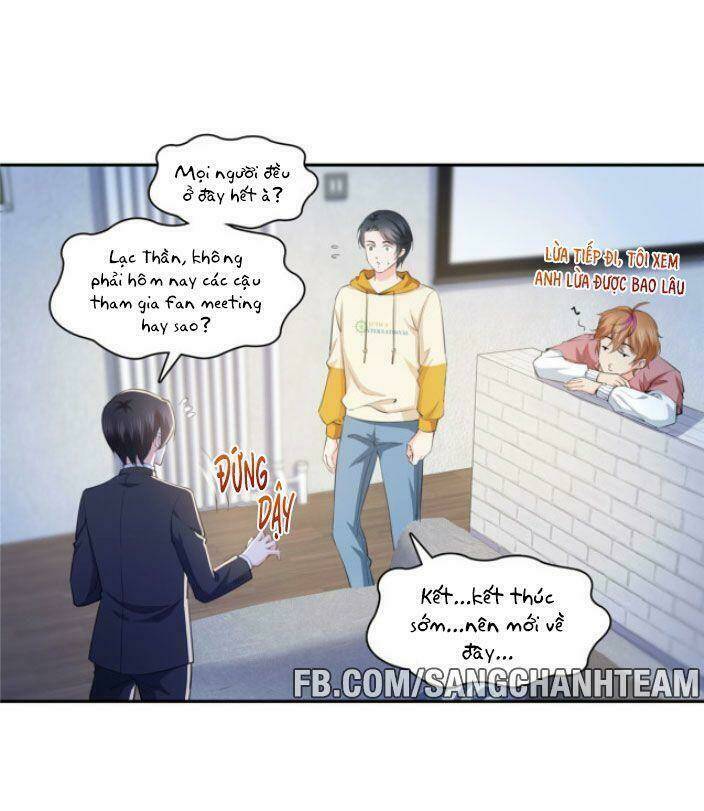 Mọi người đều
ở đây hết à?
Lạc Thần, không
phải hôm nay các cậu
tham gia fan meeting
hay sao?
LỪA TIẾP ĐI, TÔI XEM
ANH LỪA ĐƯỢC BAO LÂU
INTERNATIONAL
ĐỨNG
DẬY
Kết...kết thúc
sớm...nên mới về
đây...
FB.COM/SANGCHANHTEAM